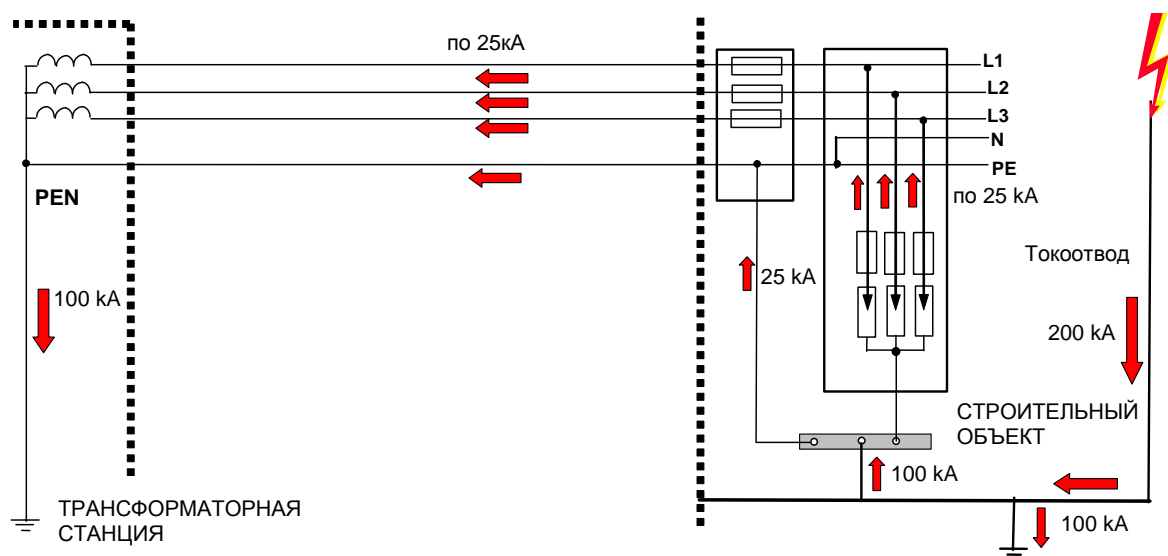 по 25кА
L1
L2
L3
N
PE
PEN
по 25 kA
Токоотвод
25 kA
100 kA
200 kA
СТРОИТЕЛЬНЫЙ
ОБЪЕКТ
100 kA
ТРАНСФОРМАТОРНАЯ
СТАНЦИЯ
100 kA